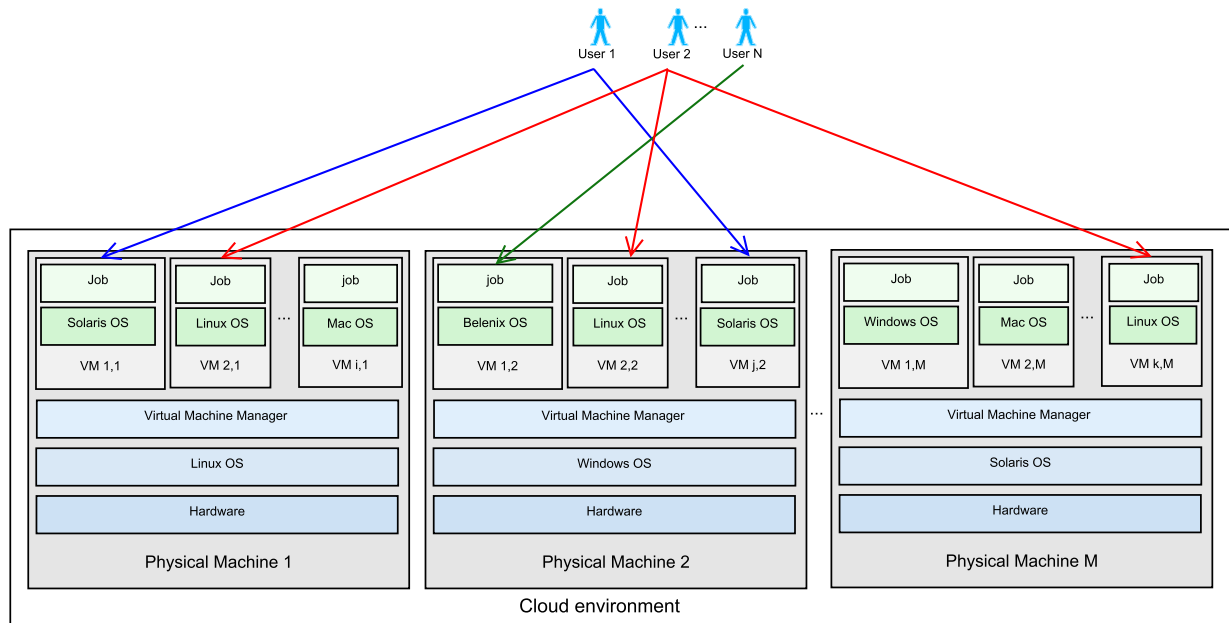 ...
User 1
User 2
User N
Job
Job
job
job
Job
Job
Job
Job
Job
Solaris OS
Linux OS
...
Mac OS
Belenix OS
Linux OS
...
Solaris OS
Windows OS
Mac OS
...
Linux OS
VM 1,1
VM 2,1
VM i,1
VM 1,2
VM 2,2
VM j,2
VM 1,M
VM 2,M
VM k,M
Virtual Machine Manager
Virtual Machine Manager
...
Virtual Machine Manager
Linux OS
Windows OS
Solaris OS
Hardware
Hardware
Hardware
Physical Machine 1
Physical Machine 2
Physical Machine M
Cloud environment